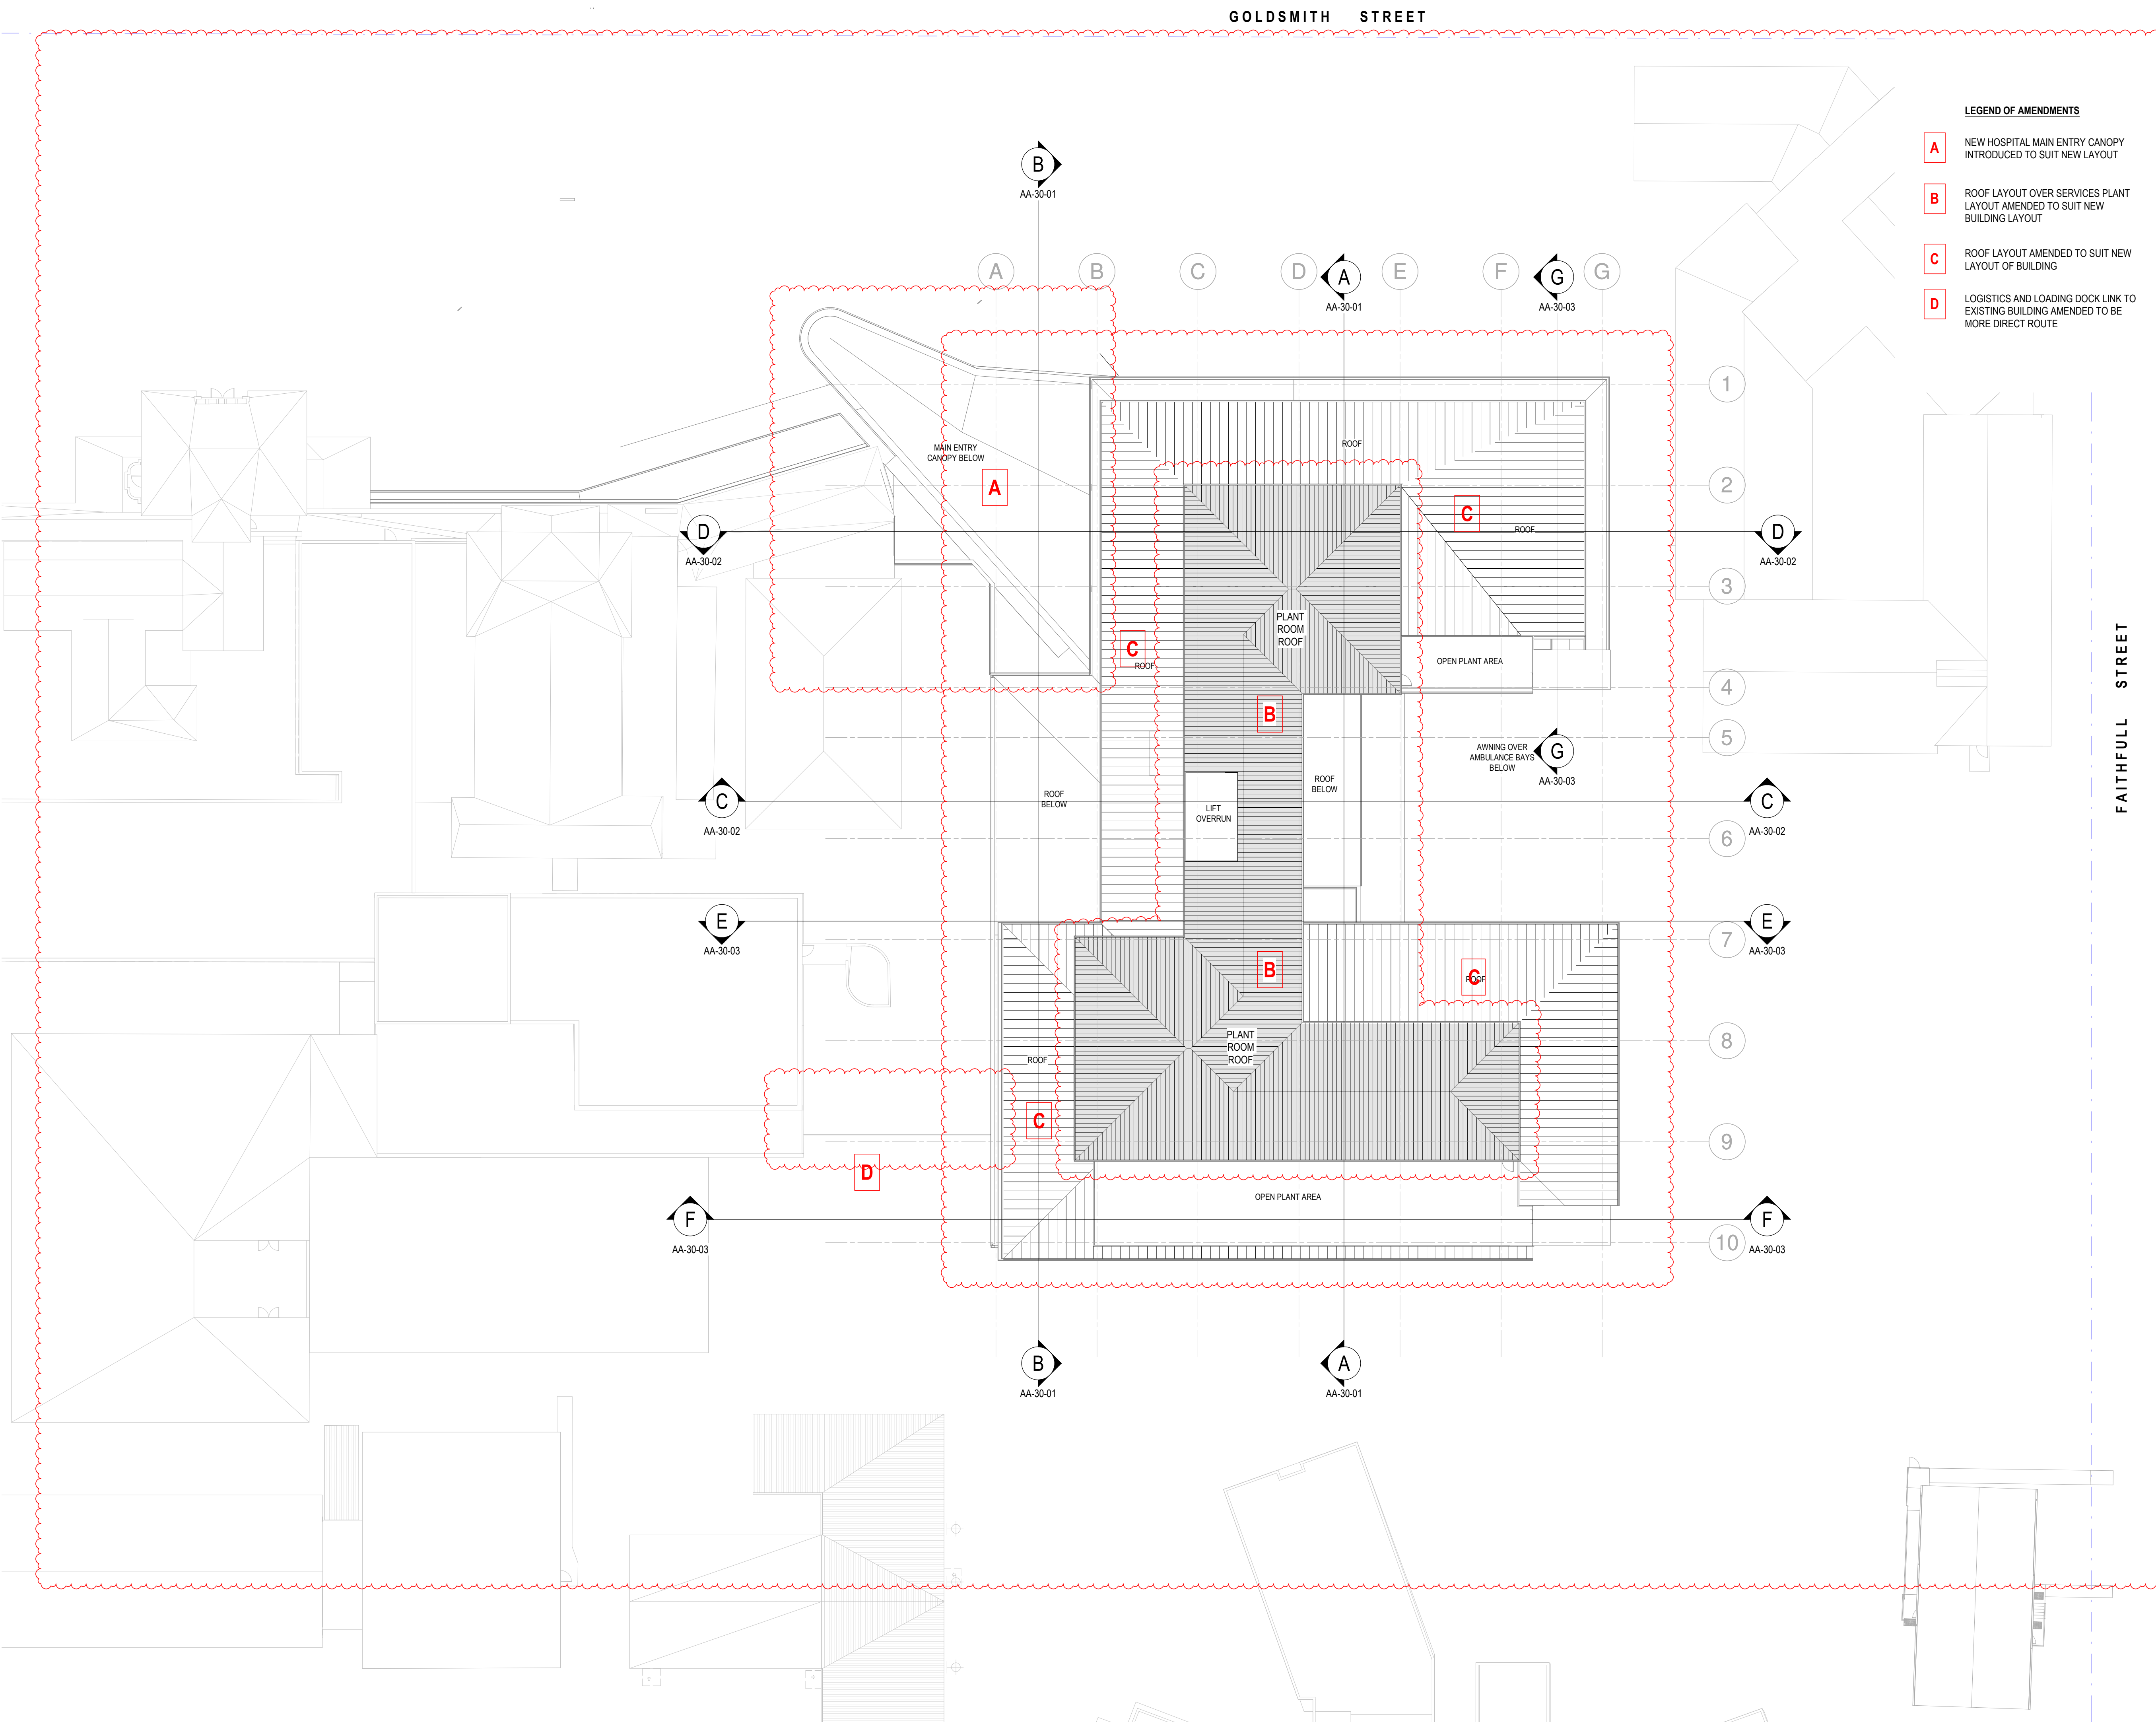 GOLDSMITH STREET
LEGEND OF AMENDMENTS
A
NEW HOSPITAL MAIN ENTRY CANOPY
INTRODUCED TO SUIT NEW LAYOUT
B
ROOF LAYOUT OVER SERVICES PLANT
LAYOUT AMENDED TO SUIT NEW
BUILDING LAYOUT
C
ROOF LAYOUT AMENDED TO SUIT NEW
LAYOUT OF BUILDING
D
LOGISTICS AND LOADING DOCK LINK TO
EXISTING BUILDING AMENDED TO BE
MORE DIRECT ROUTE
B
AA-30-01
A
B
C
D
A
AA-30-01
E
F
G
AA-30-03
G
1
ROOF
MAIN ENTRY
CANOPY BELOW
A
2
C
ROOF
D
AA-30-02
D
AA-30-02
3
PLANT
ROOM
ROOF
C
ROOF
OPEN PLANT AREA
4
B
5
AWNING OVER
AMBULANCE BAYS
BELOW
G
AA-30-03
FAITHFULL STREET
ROOF
BELOW
ROOF
BELOW
LIFT
OVERRUN
C
AA-30-02
C
AA-30-02
6
E
AA-30-03
E
AA-30-03
7
B
C
ROOF
PLANT
ROOM
ROOF
8
ROOF
C
9
D
OPEN PLANT AREA
F
AA-30-03
F
AA-30-03
10
B
AA-30-01
A
AA-30-01